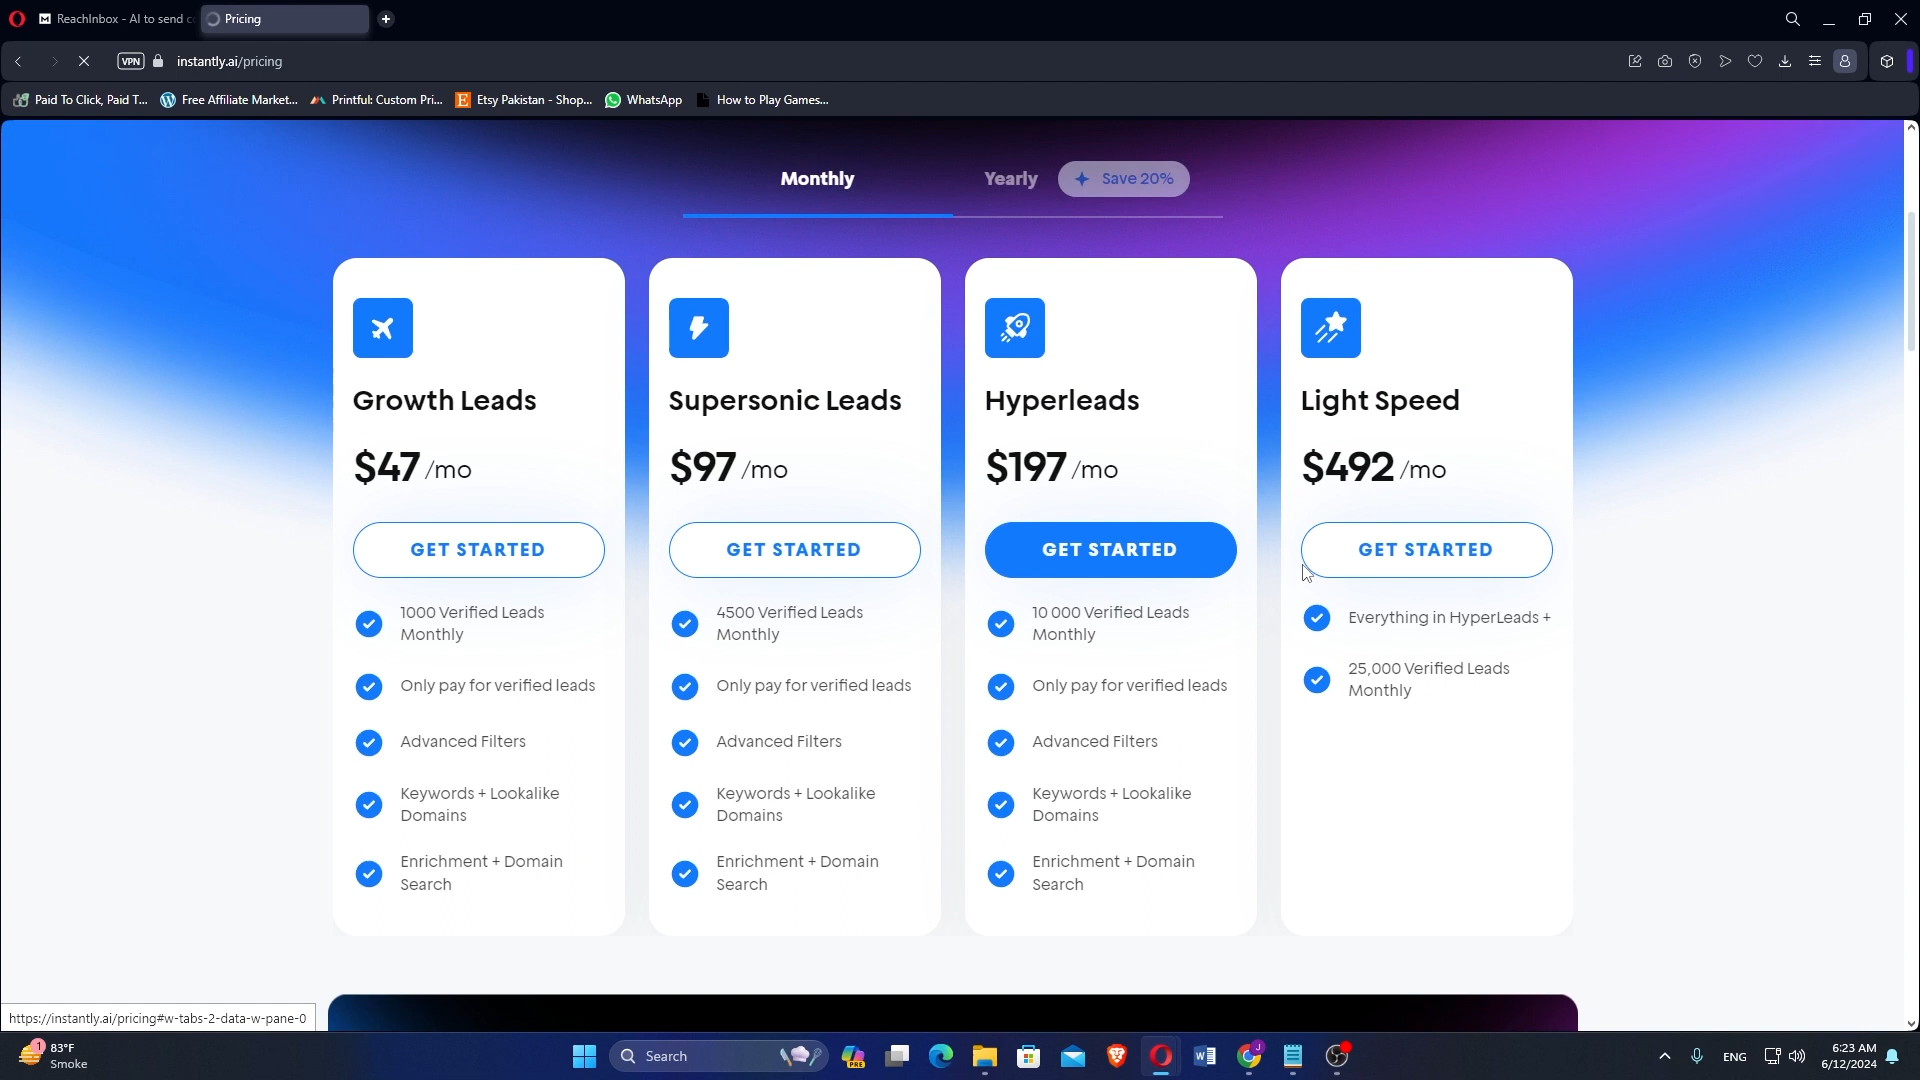 ReachInbox - AI to send c
Pricing
VPN
instantly.ai/pricing
Paid To Click, Paid T...
Free Affiliate Market...
Printful: Custom Pri...
Etsy Pakistan - Shop...
WhatsApp
How to Play Games...
Monthly
Yearly
Save 20%
Growth Leads
$47 /mo
GET STARTED
1000 Verified Leads
Monthly
Only pay for verified leads
Advanced Filters
Keywords + Lookalike
Domains
Enrichment + Domain
Search
Supersonic Leads
$97 /mo
GET STARTED
4500 Verified Leads
Monthly
Only pay for verified leads
Advanced Filters
Keywords + Lookalike
Domains
Enrichment + Domain
Search
Hyperleads
$197 /mo
GET STARTED
10 000 Verified Leads
Monthly
Only pay for verified leads
Advanced Filters
Keywords + Lookalike
Domains
Enrichment + Domain
Search
Light Speed
$492 /mo
GET STARTED
Everything in HyperLeads +
25,000 Verified Leads
Monthly
https://instantly.ai/pricing#w-tabs-2-data-w-pane-0
1
83°F
Smoke
Search
PRE
J
ENG
6:23 AM
6/12/2024